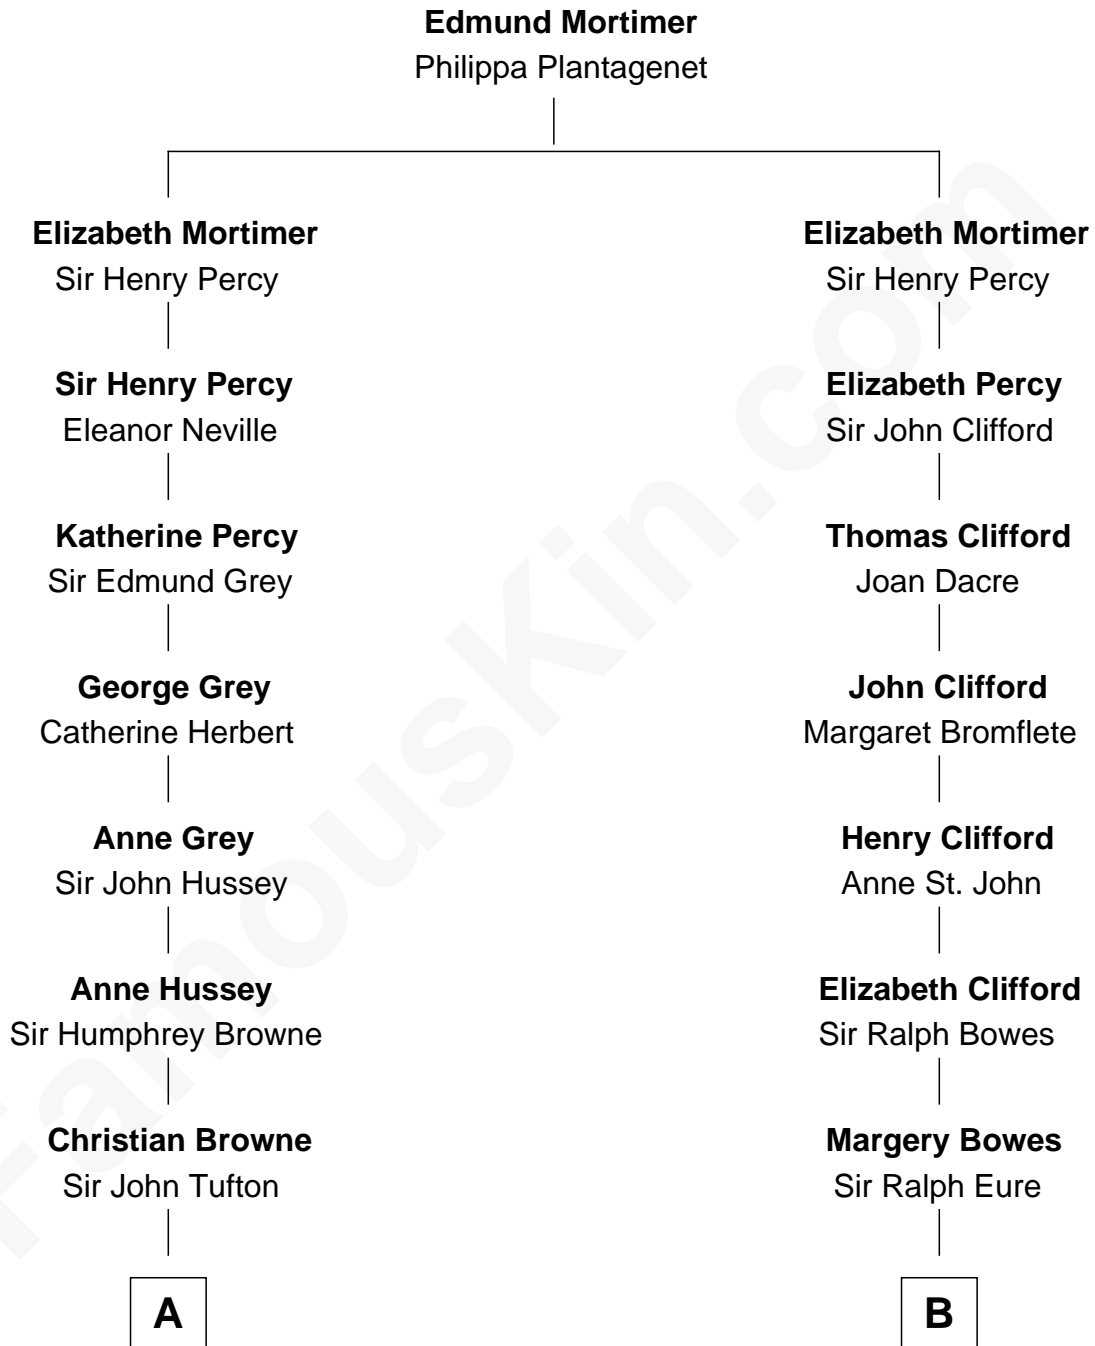 Edmund Mortimer
Philippa Plantagenet
Elizabeth Mortimer
Sir Henry Percy
Sir Henry Percy
Eleanor Neville
Katherine Percy
Sir Edmund Grey
George Grey
Catherine Herbert
Anne Grey
Sir John Hussey
Anne Hussey
Sir Humphrey Browne
Christian Browne
Sir John Tufton
A
Elizabeth Mortimer
Sir Henry Percy
Elizabeth Percy
Sir John Clifford
Thomas Clifford
Joan Dacre
John Clifford
Margaret Bromflete
Henry Clifford
Anne St. John
Elizabeth Clifford
Sir Ralph Bowes
Margery Bowes
Sir Ralph Eure
B
FamousKin.com